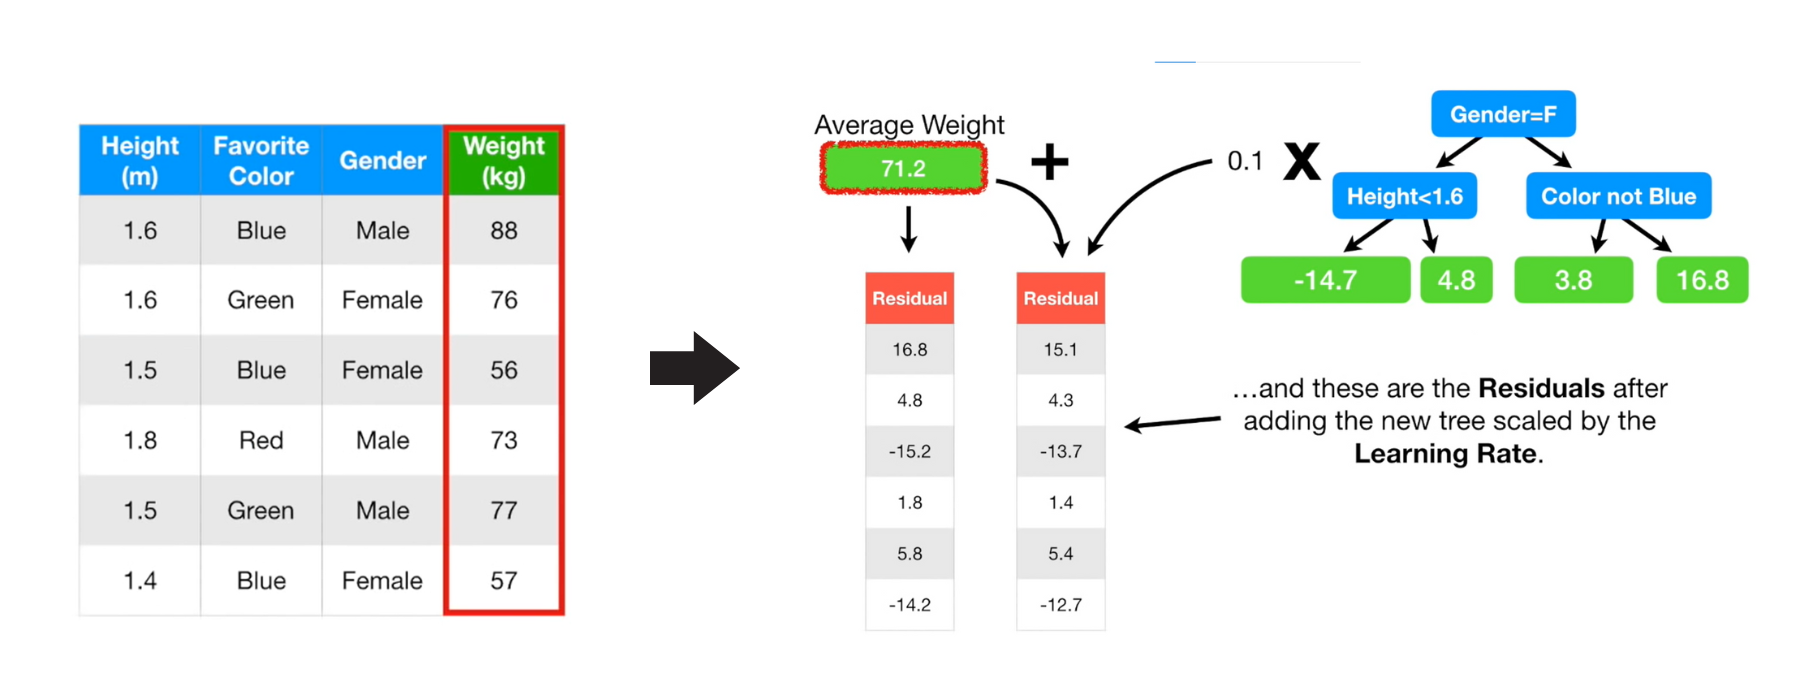 Height (m) Favorite Color Gender Weight (kg)
1.6 Blue Male 88
1.6 Green Female 76
1.5 Blue Female 56
1.8 Red Male 73
1.5 Green Male 77
1.4 Blue Female 57
Average Weight
71.2
+
0.1 X
Gender=F
Height<1.6 Color not Blue
-14.7 4.8 3.8 16.8
Residual Residual
16.8 15.1
4.8 4.3
-15.2 -13.7
1.8 1.4
5.8 5.4
-14.2 -12.7
…and these are the Residuals after
adding the new tree scaled by the
Learning Rate.